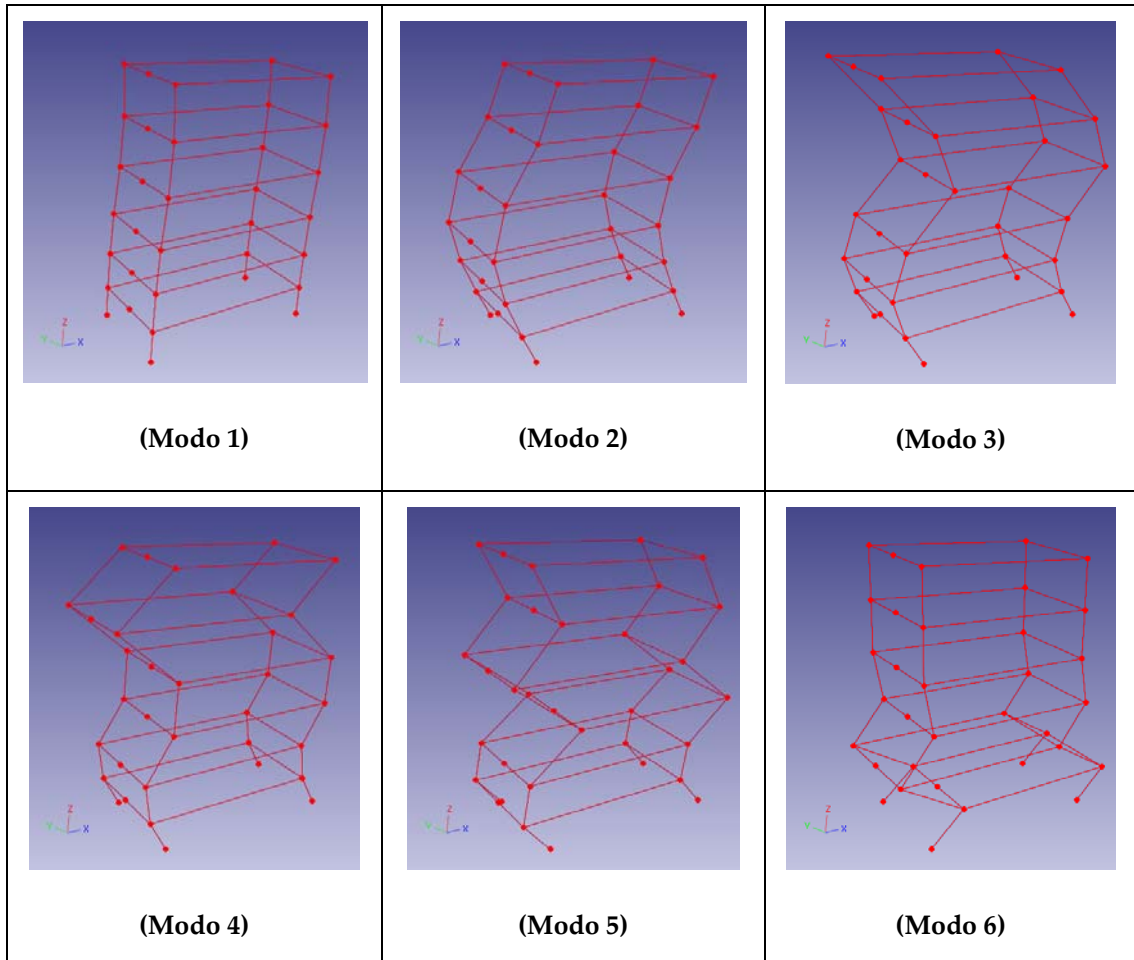 Z
Y X
Z
Y X
Z
Y X
(Modo 1)
(Modo 2)
(Modo 3)
Z
Y X
Z
Y X
Z
Y X
(Modo 4)
(Modo 5)
(Modo 6)